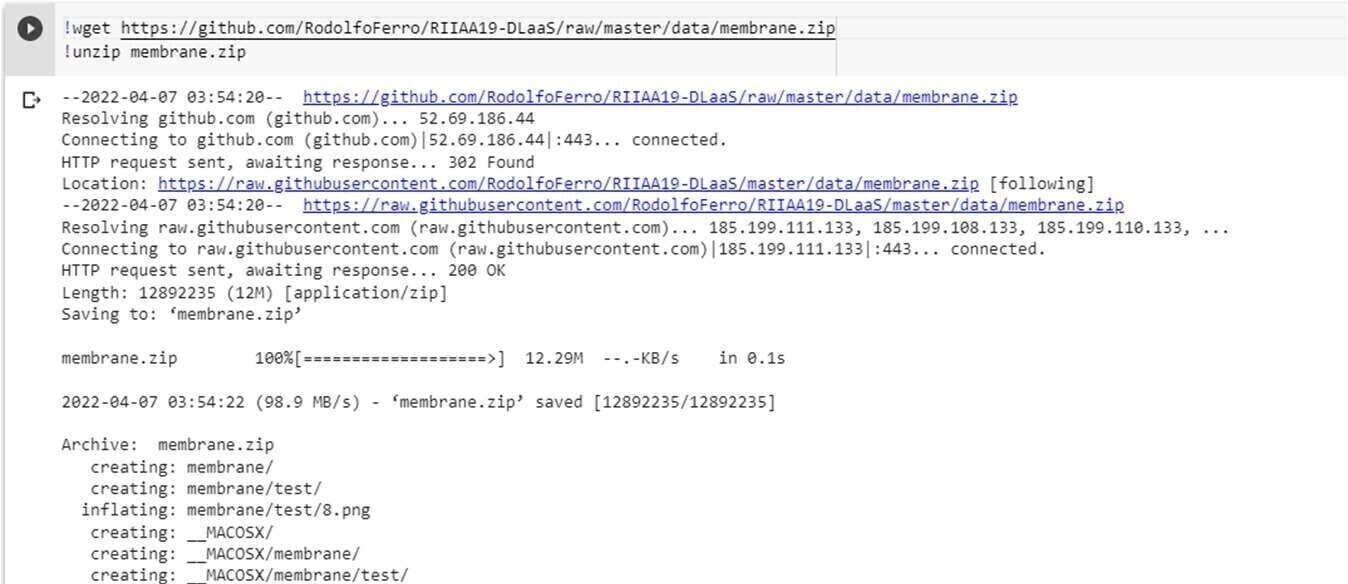 !wget https://github.com/RodolfoFerro/RIIAA19-DLaaS/raw/master/data/membrane.zip
!unzip membrane.zip
--2022-04-07 03:54:20--  https://github.com/RodolfoFerro/RIIAA19-DLaaS/raw/master/data/membrane.zip
Resolving github.com (github.com)... 52.69.186.44
Connecting to github.com (github.com)|52.69.186.44|:443... connected.
HTTP request sent, awaiting response... 302 Found
Location: https://raw.githubusercontent.com/RodolfoFerro/RIIAA19-DLaaS/master/data/membrane.zip [following]
--2022-04-07 03:54:20--  https://raw.githubusercontent.com/RodolfoFerro/RIIAA19-DLaaS/master/data/membrane.zip
Resolving raw.githubusercontent.com (raw.githubusercontent.com)... 185.199.111.133, 185.199.108.133, 185.199.110.133, ...
Connecting to raw.githubusercontent.com (raw.githubusercontent.com)|185.199.111.133|:443... connected.
HTTP request sent, awaiting response... 200 OK
Length: 12892235 (12M) [application/zip]
Saving to: ‘membrane.zip’
membrane.zip        100%[===================>]  12.29M  --.-KB/s    in 0.1s
2022-04-07 03:54:22 (98.9 MB/s) - ‘membrane.zip’ saved [12892235/12892235]
Archive:  membrane.zip
   creating: membrane/
   creating: membrane/test/
  inflating: membrane/test/8.png
   creating: __MACOSX/
   creating: __MACOSX/membrane/
   creating: __MACOSX/membrane/test/